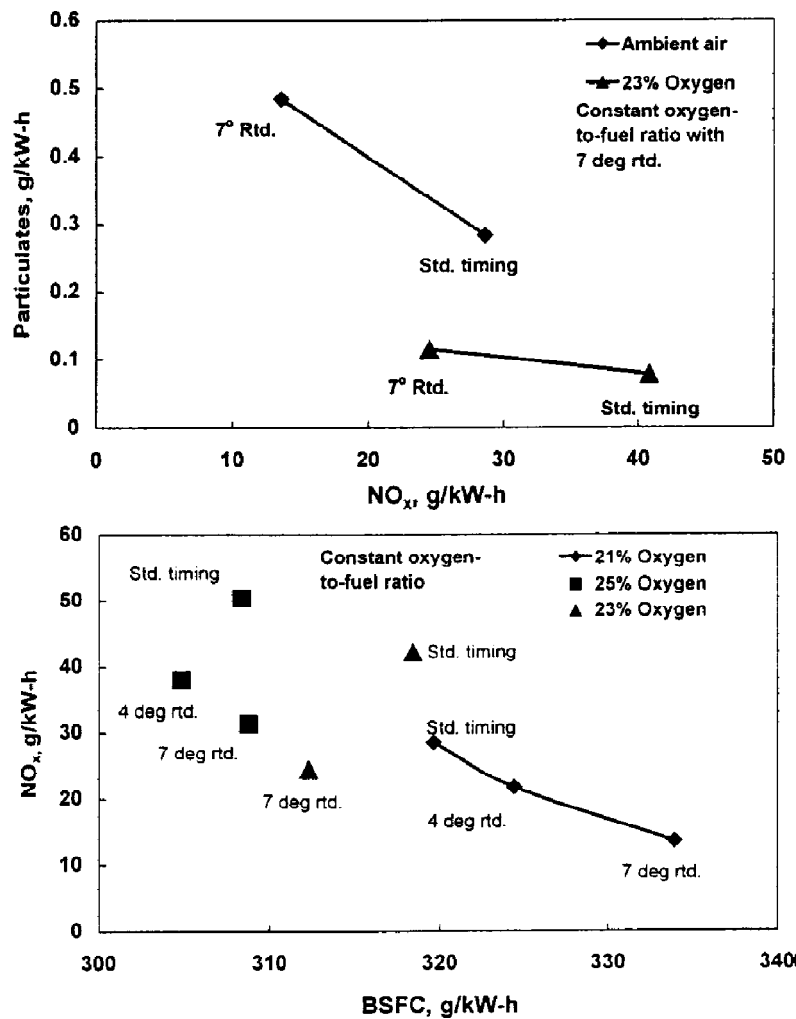 0.6
0.5
0.4
0.3
0.2
0.1
0
Particulates, g/kW-h
Ambient air
23% Oxygen
Constant oxygen-
to-fuel ratio with
7 deg rtd.
7° Rtd.
Std. timing
7° Rtd.
Std. timing
0 10 20 30 40 50
NOx, g/kW-h
60
50
40
30
20
10
0
NOx, g/kW-h
Constant oxygen-
to-fuel ratio
21% Oxygen
25% Oxygen
23% Oxygen
Std. timing
Std. timing
4 deg rtd.
Std. timing
7 deg rtd.
7 deg rtd.
4 deg rtd.
7 deg rtd.
300 310 320 330 340
BSFC, g/kW-h